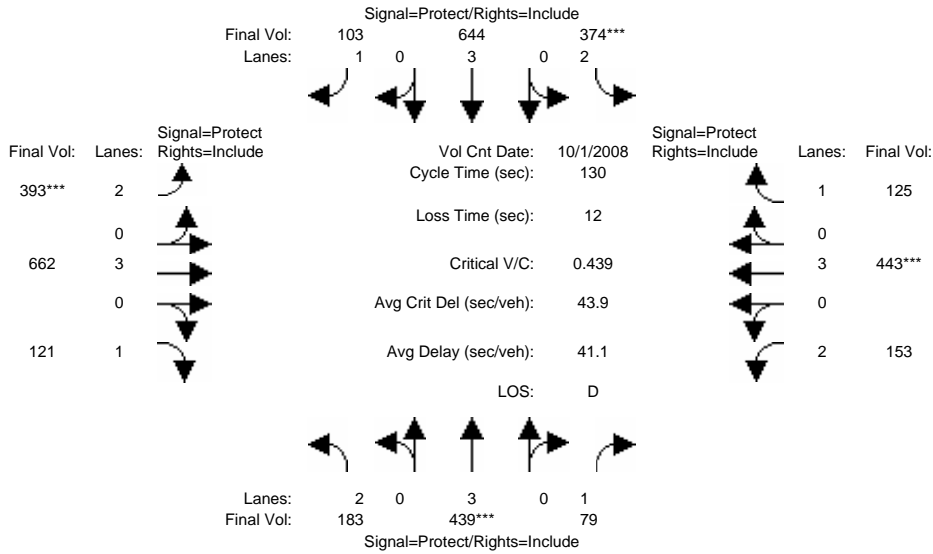 Signal=Protect/Rights=Include
Final Vol: 103 644 374***
Lanes: 1 0 3 0 2
Signal=Protect Signal=Protect
Final Vol: Lanes: Rights=Include Vol Cnt Date: 10/1/2008 Rights=Include Lanes: Final Vol:
Cycle Time (sec): 130
393*** 2 1 125
Loss Time (sec): 12
0 0
662 3 Critical V/C: 0.439 3 443***
0 Avg Crit Del (sec/veh): 43.9 0
121 1 Avg Delay (sec/veh): 41.1 2 153
LOS: D
Lanes: 2 0 3 0 1
Final Vol: 183 439*** 79
Signal=Protect/Rights=Include